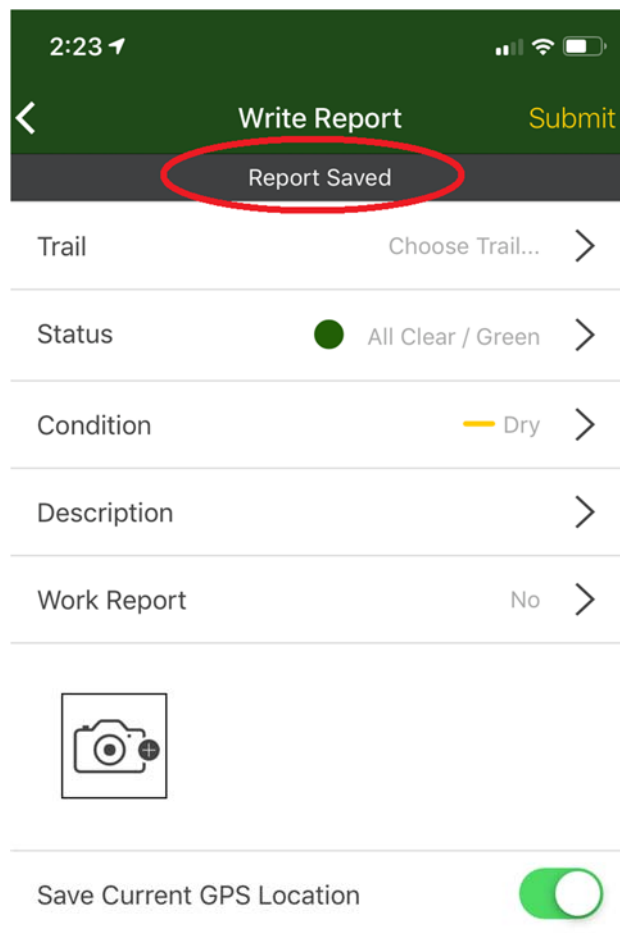 2:23
Write Report Submit
Report Saved
Trail Choose Trail...
Status All Clear / Green
Condition Dry
Description
Work Report No
Save Current GPS Location